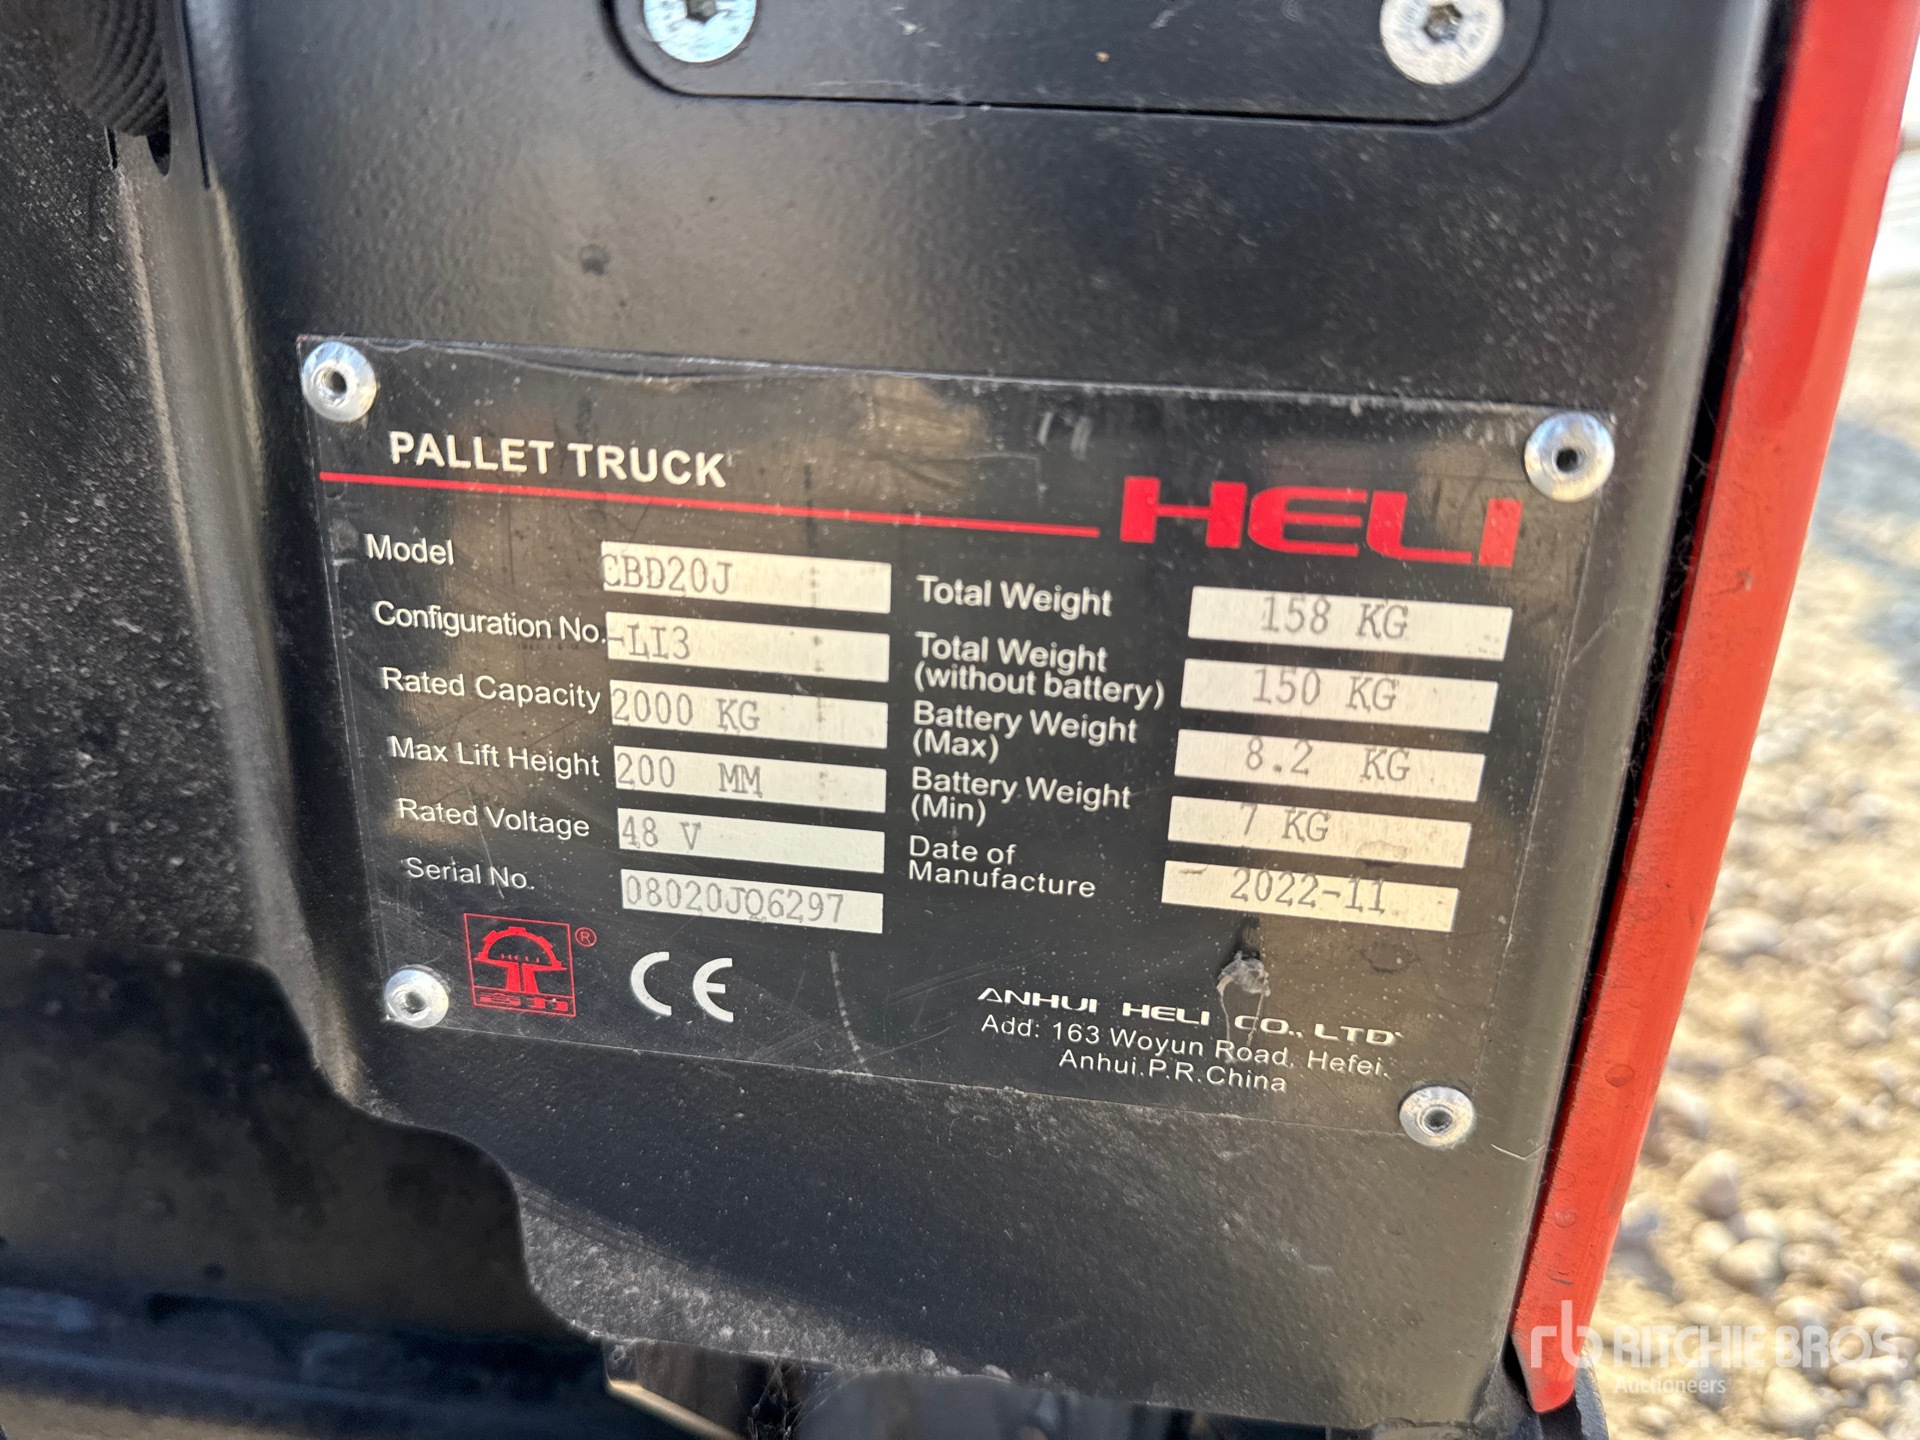 PALLET TRUCK
HELI
Model CBD20J
Configuration No. -LI3
Rated Capacity 2000 KG
Max Lift Height 200 MM
Rated Voltage 48 V
Serial No. 08020JQ6297
Total Weight 158 KG
Total Weight
(without battery) 150 KG
Battery Weight
(Max) 8.2 KG
Battery Weight
(Min) 7 KG
Date of
Manufacture 2022-11
HELI
®
CE
ANHUI HELI CO., LTD
Add: 163 Woyun Road, Hefei.
Anhui.P.R.China
rb RITCHIE BROS.
Auctioneers